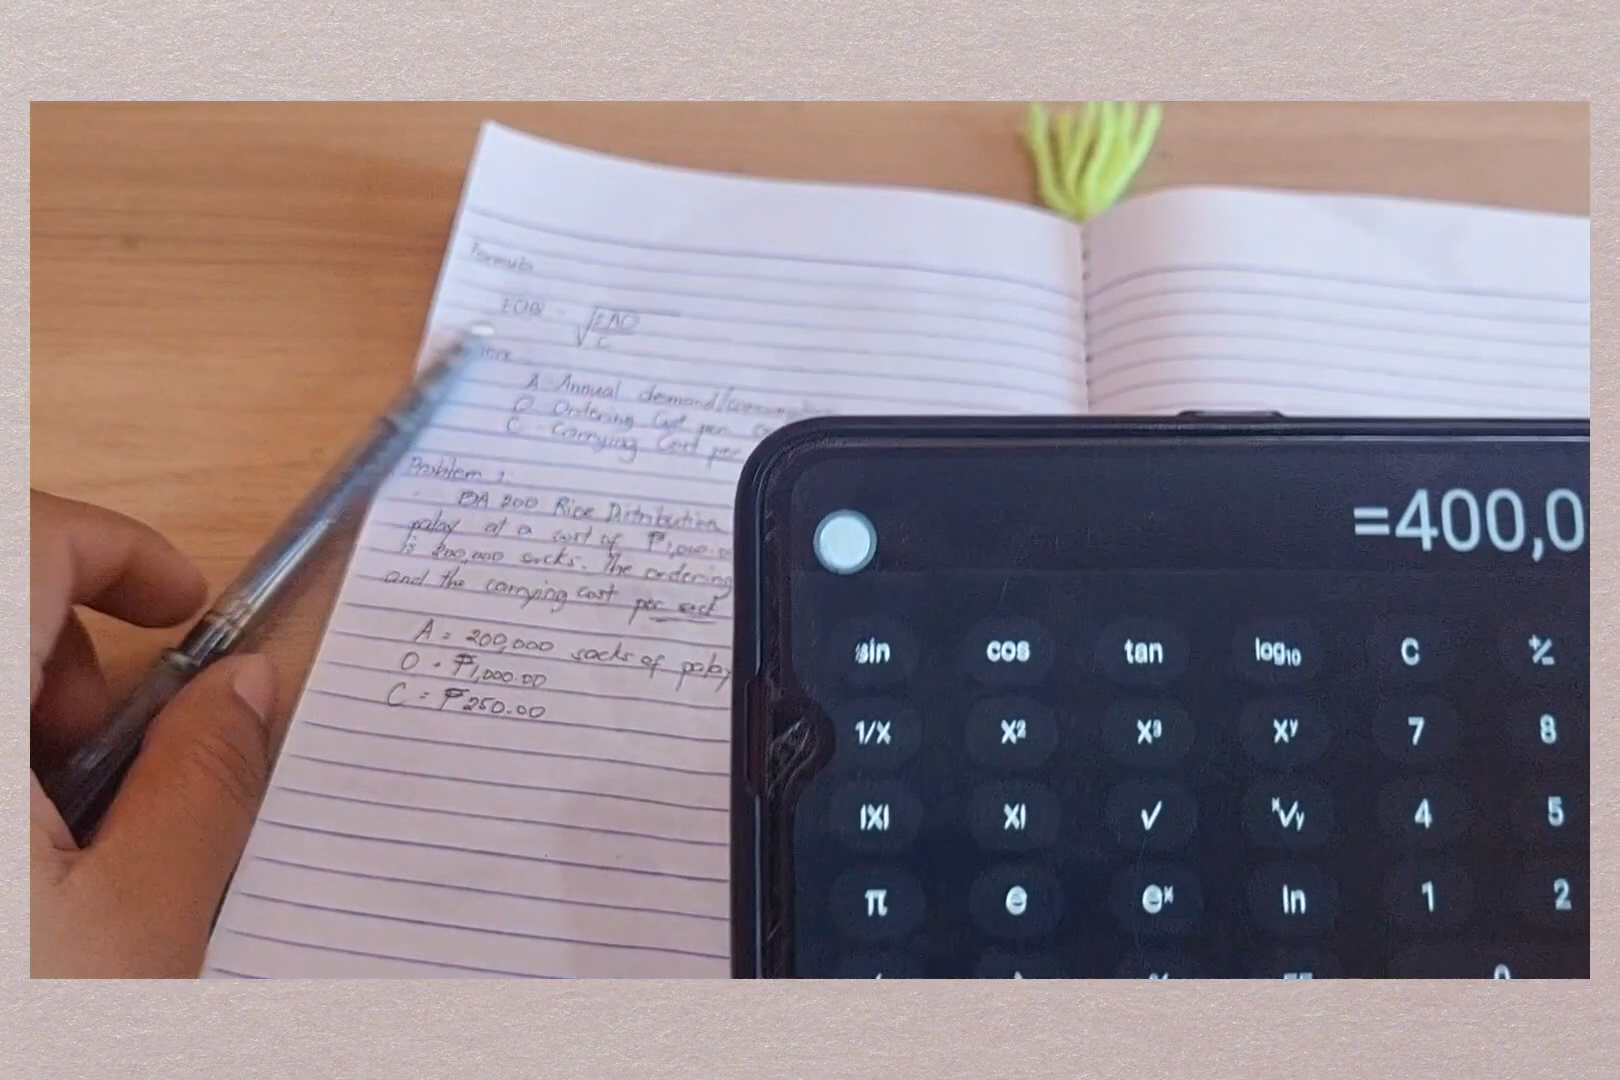 Formula
EOQ = √2AO
C
A Annual demand/
O Ordering Cost per
C - Carrying Cost per
Problem 1.
DA 200 Rice Distribution
palay at a cost of ₱1,000.0
is 200,000 sacks. The ordering
and the carrying cost per sack
A = 200,000 sacks of palay
O = ₱1,000.00
C = ₱250.00
=400,0
sin cos tan log₁₀ C +/-
1/X X² X³ Xʸ 7 8
|X| X! √ ˣ√y 4 5
π e eˣ ln 1 2